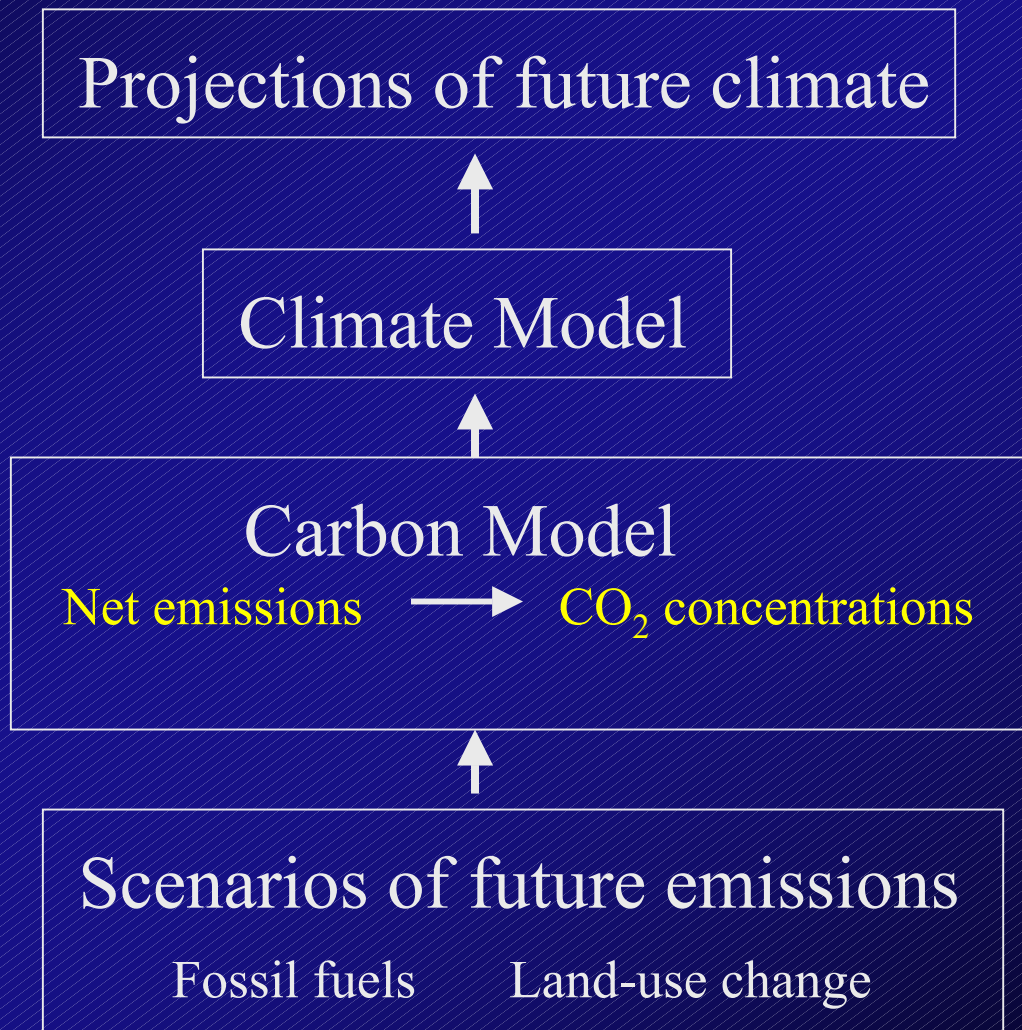 Projections of future climate
Climate Model
Carbon Model
Net emissions CO₂ concentrations
Scenarios of future emissions
Fossil fuels Land-use change